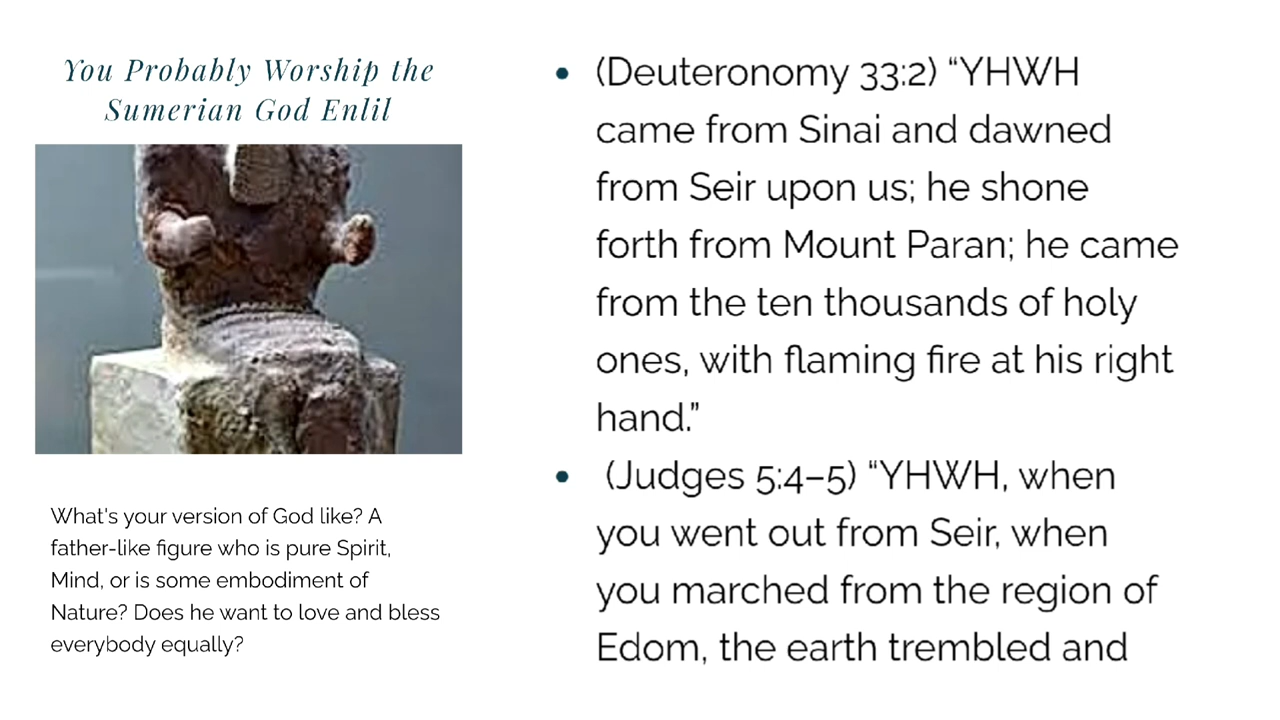 You Probably Worship the
Sumerian God Enlil
What's your version of God like? A
father-like figure who is pure Spirit,
Mind, or is some embodiment of
Nature? Does he want to love and bless
everybody equally?
• (Deuteronomy 33:2) “YHWH
came from Sinai and dawned
from Seir upon us; he shone
forth from Mount Paran; he came
from the ten thousands of holy
ones, with flaming fire at his right
hand.”
• (Judges 5:4–5) “YHWH, when
you went out from Seir, when
you marched from the region of
Edom, the earth trembled and